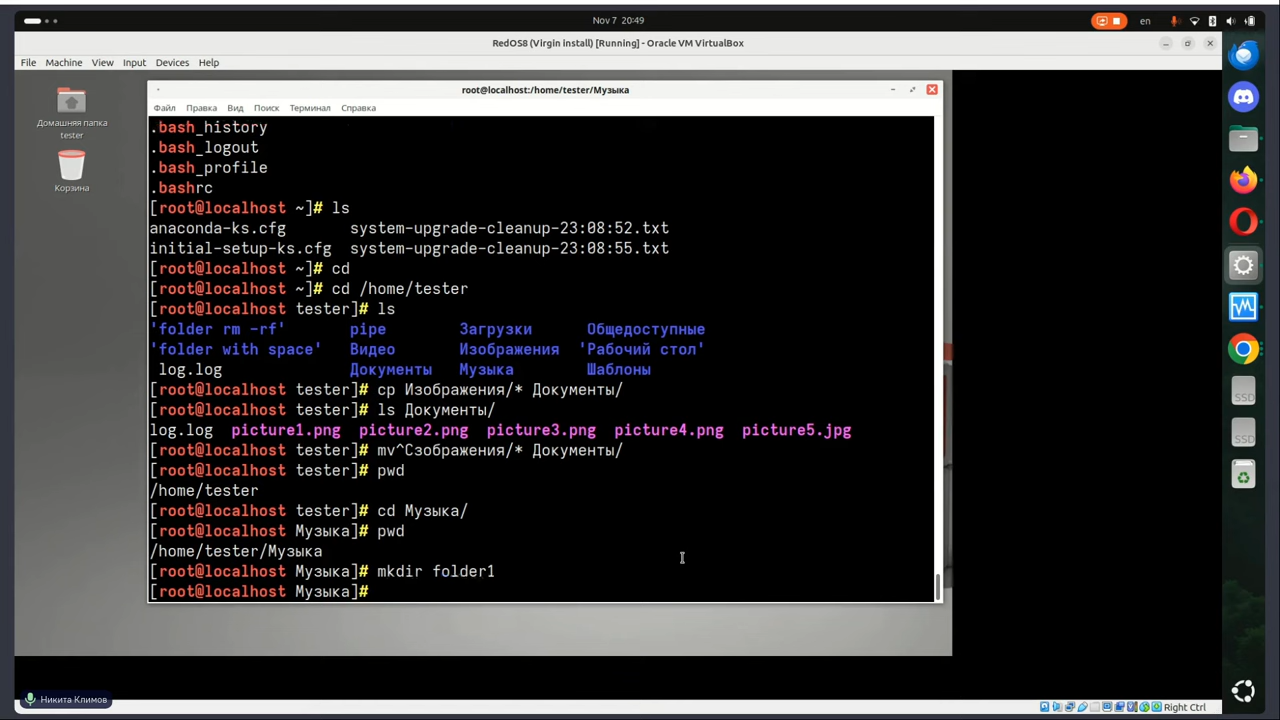 Nov 7 20:49
en
RedOS8 (Virgin install) [Running] - Oracle VM VirtualBox
File Machine View Input Devices Help
root@localhost:/home/tester/Музыка
Файл Правка Вид Поиск Терминал Справка
Домашняя папка
tester
Корзина
.bash_history
.bash_logout
.bash_profile
.bashrc
[root@localhost ~]# ls
anaconda-ks.cfg system-upgrade-cleanup-23:08:52.txt
initial-setup-ks.cfg system-upgrade-cleanup-23:08:55.txt
[root@localhost ~]# cd
[root@localhost ~]# cd /home/tester
[root@localhost tester]# ls
'folder rm -rf' pipe Загрузки Общедоступные
'folder with space' Видео Изображения 'Рабочий стол'
log.log Документы Музыка Шаблоны
[root@localhost tester]# cp Изображения/* Документы/
[root@localhost tester]# ls Документы/
log.log picture1.png picture2.png picture3.png picture4.png picture5.jpg
[root@localhost tester]# mv^Cзображения/* Документы/
[root@localhost tester]# pwd
/home/tester
[root@localhost tester]# cd Музыка/
[root@localhost Музыка]# pwd
/home/tester/Музыка
[root@localhost Музыка]# mkdir folder1
[root@localhost Музыка]#
SSD
SSD
Никита Климов
Right Ctrl